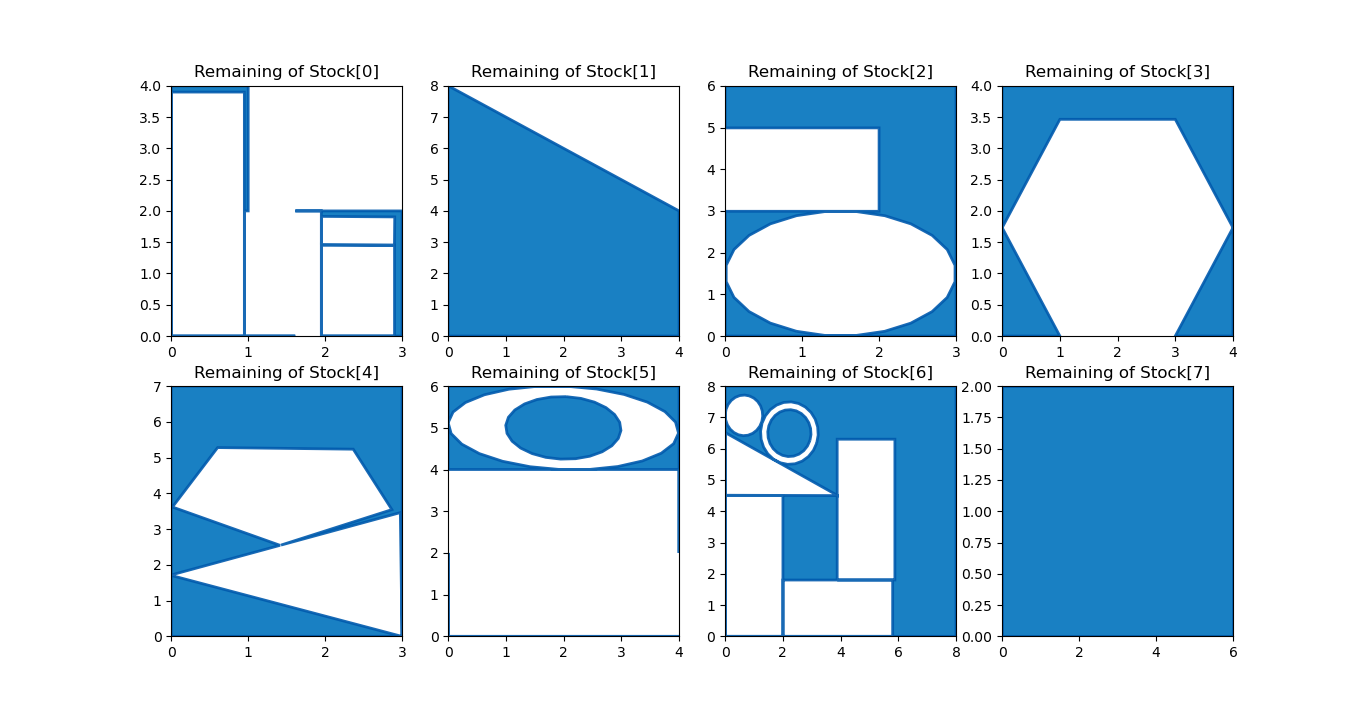 Remaining of Stock[0] Remaining of Stock[1] Remaining of Stock[2] Remaining of Stock[3]
4.0 8 6 4.0
3.5 7 5 3.5
3.0 6 4 3.0
2.5 5 3 2.5
2.0 4 2 2.0
1.5 3 1 1.5
1.0 2 0 1.0
0.5 1 0.5
0.0 0 0.0
0 1 2 3 0 1 2 3 4 0 1 2 3 0 1 2 3 4
Remaining of Stock[4] Remaining of Stock[5] Remaining of Stock[6] Remaining of Stock[7]
7 6 8 2.00
6 5 7 1.75
5 4 6 1.50
4 3 5 1.25
3 2 4 1.00
2 1 3 0.75
1 0 2 0.50
0 1 0.25
0 0.00
0 1 2 3 0 1 2 3 4 0 2 4 6 8 0 2 4 6